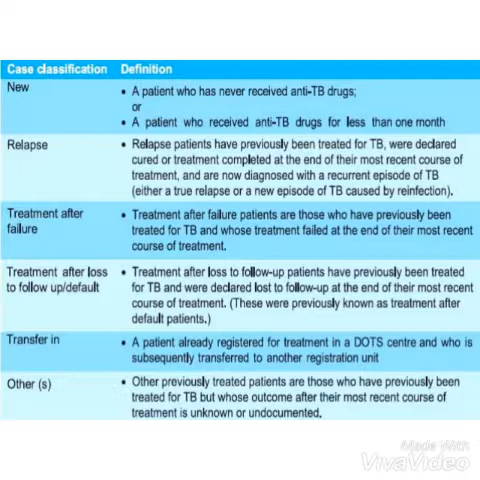 Case classification Definition
New
• A patient who has never received anti-TB drugs;
or
• A patient who received anti-TB drugs for less than one month
Relapse
• Relapse patients have previously been treated for TB, were declared
cured or treatment completed at the end of their most recent course of
treatment, and are now diagnosed with a recurrent episode of TB
(either a true relapse or a new episode of TB caused by reinfection).
Treatment after
failure
• Treatment after failure patients are those who have previously been
treated for TB and whose treatment failed at the end of their most recent
course of treatment.
Treatment after loss
to follow up/default
• Treatment after loss to follow-up patients have previously been treated
for TB and were declared lost to follow-up at the end of their most recent
course of treatment. (These were previously known as treatment after
default patients.)
Transfer in
• A patient already registered for treatment in a DOTS centre and who is
subsequently transferred to another registration unit
Other (s)
• Other previously treated patients are those who have previously been
treated for TB but whose outcome after their most recent course of
treatment is unknown or undocumented.
Made With
VivaVideo